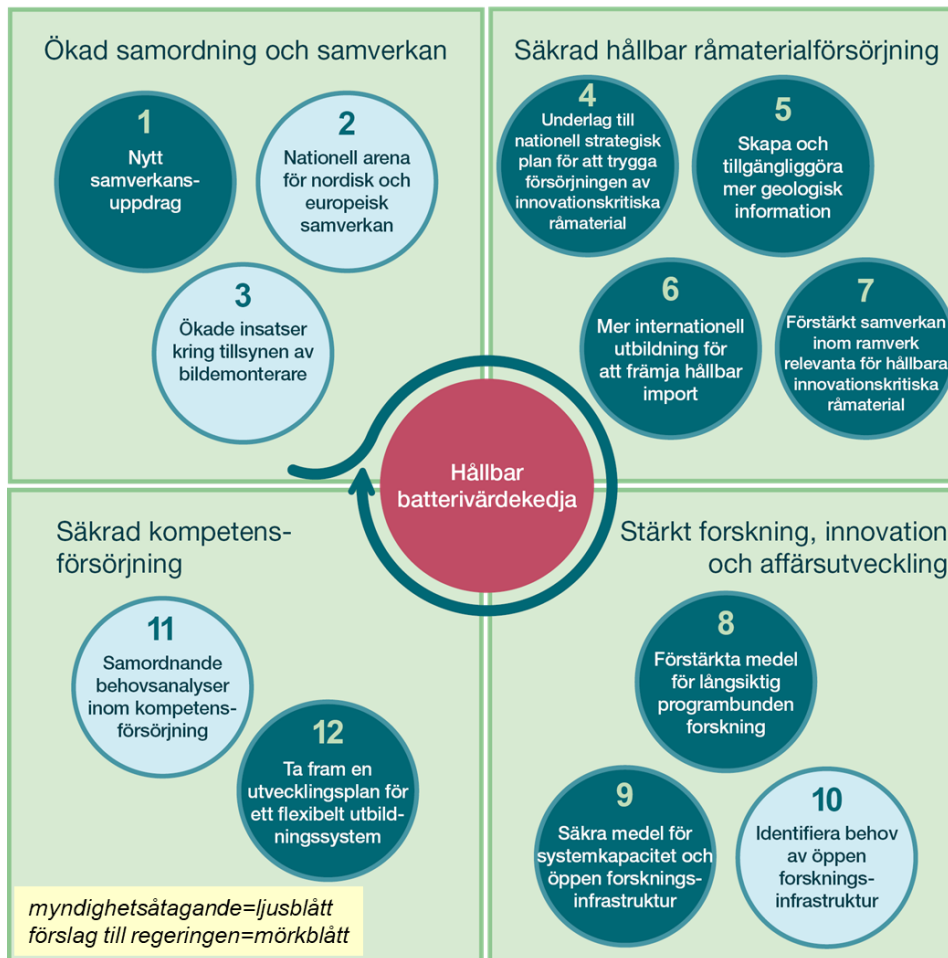 Ökad samordning och samverkan
1
Nytt
samverkans-
uppdrag
2
Nationell arena
för nordisk och
europeisk
samverkan
3
Ökade insatser
kring tillsynen av
bildemonterare
Säkrad hållbar råmaterialförsörjning
4
Underlag till
nationell strategisk
plan för att trygga
försörjningen av
innovationskritiska
råmaterial
5
Skapa och
tillgängliggöra
mer geologisk
information
6
Mer internationell
utbildning för
att främja hållbar
import
7
Förstärkt samverkan
inom ramverk
relevanta för hållbara
innovationskritiska
råmaterial
Hållbar
batterivärdekedja
Säkrad kompetens-
försörjning
11
Samordnande
behovsanalyser
inom kompetens-
försörjning
12
Ta fram en
utvecklingsplan för
ett flexibelt utbild-
ningssystem
Stärkt forskning, innovation
och affärsutveckling
8
Förstärkta medel
för långsiktig
programbunden
forskning
9
Säkra medel för
systemkapacitet och
öppen forsknings-
infrastruktur
10
Identifiera behov
av öppen
forsknings-
infrastruktur
myndighetsåtagande=ljusblått
förslag till regeringen=mörkblått